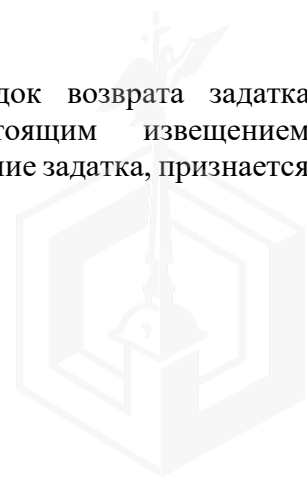 док возврата задатка
тоящим извещением
ние задатка, признается